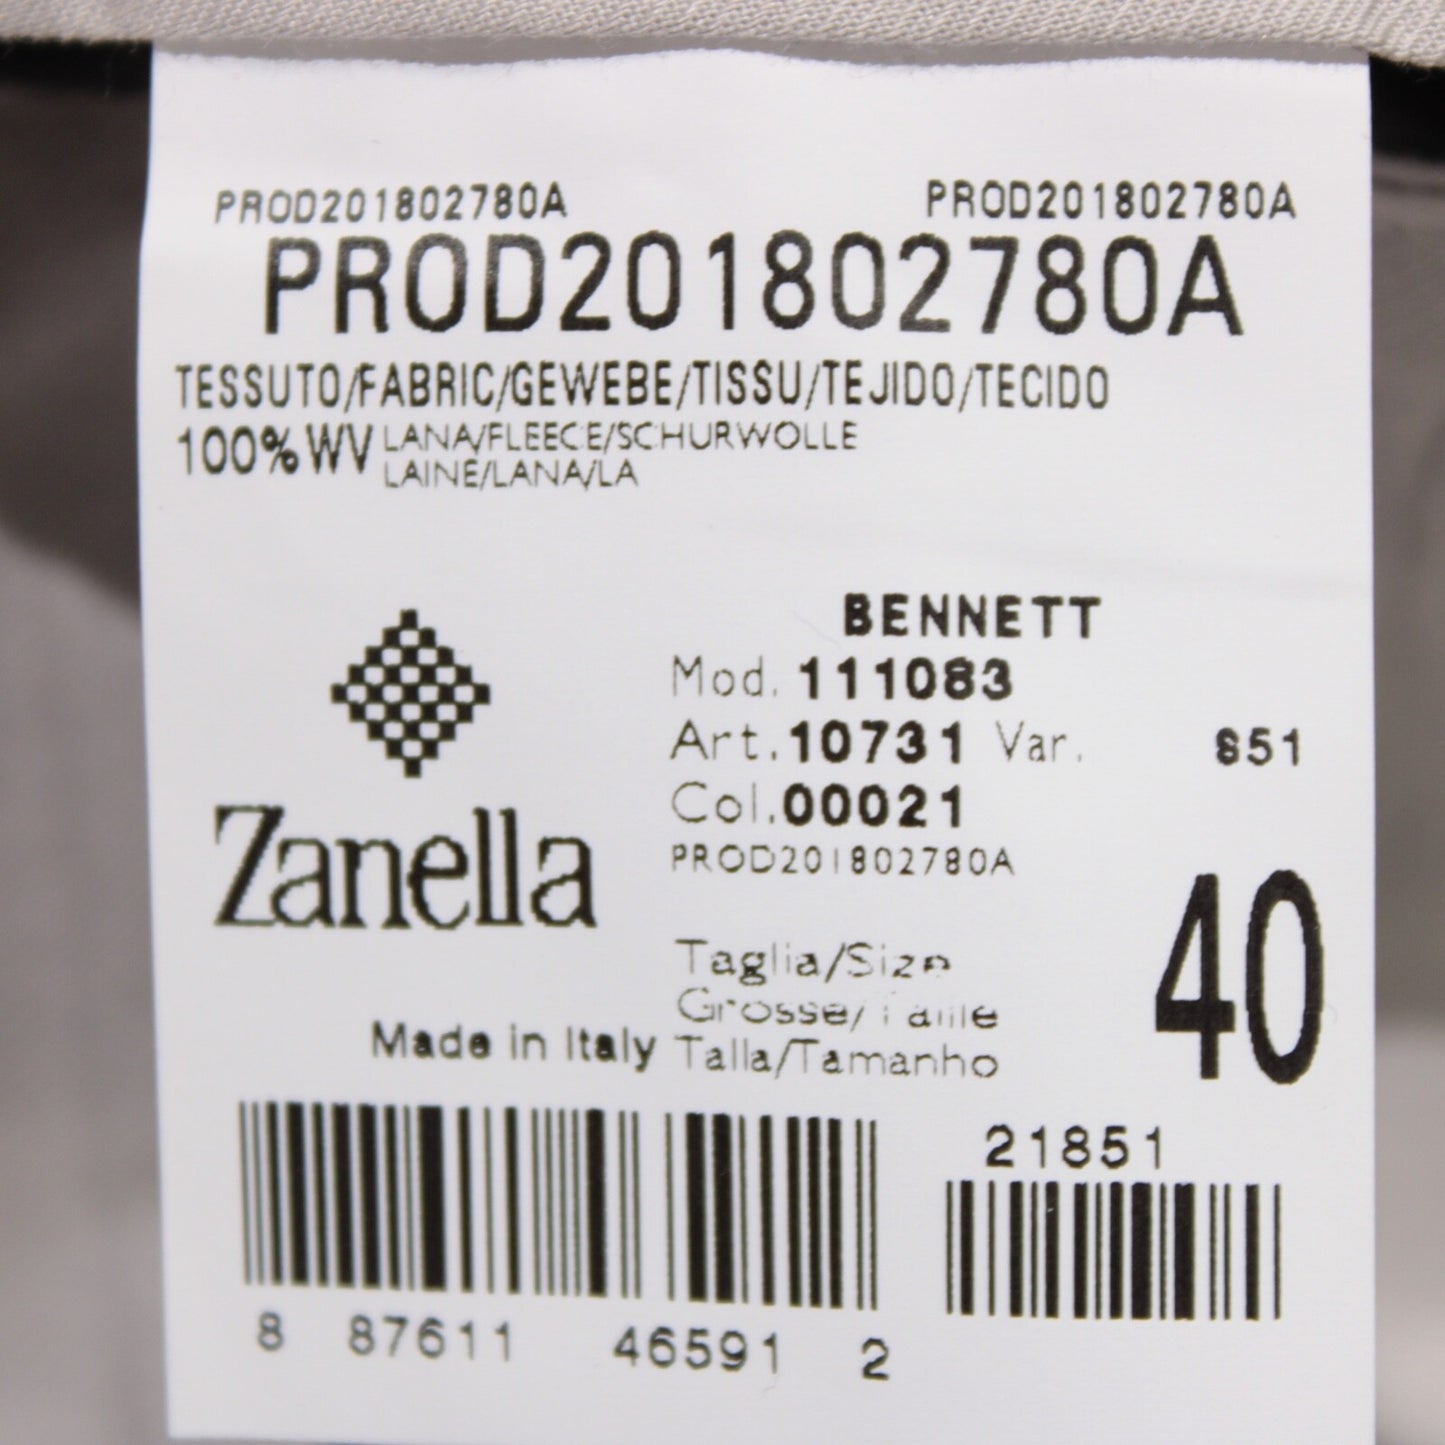 PROD201802780A PROD201802780A
PROD201802780A
TESSUTO/FABRIC/GEWEBE/TISSU/TEJIDO/TECIDO
100%WV LANA/FLEECE/SCHURWOLLE
LAINE/LANA/LA
BENNETT
Mod. 111083
Art. 10731 Var. 851
Col. 00021
PROD201802780A
Zanella
40
Taglia/Size
Grosse/Taille
Talla/Tamanho
Made in Italy
21851
8 87611 46591 2